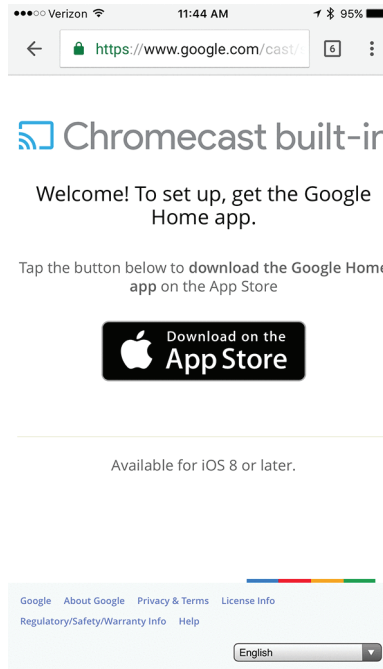 Verizon 11:44 AM 95%
https://www.google.com/cast/ 6
Chromecast built-in
Welcome! To set up, get the Google
Home app.
Tap the button below to download the Google Home
app on the App Store
Download on the
App Store
Available for iOS 8 or later.
Google About Google Privacy & Terms License Info
Regulatory/Safety/Warranty Info Help
English